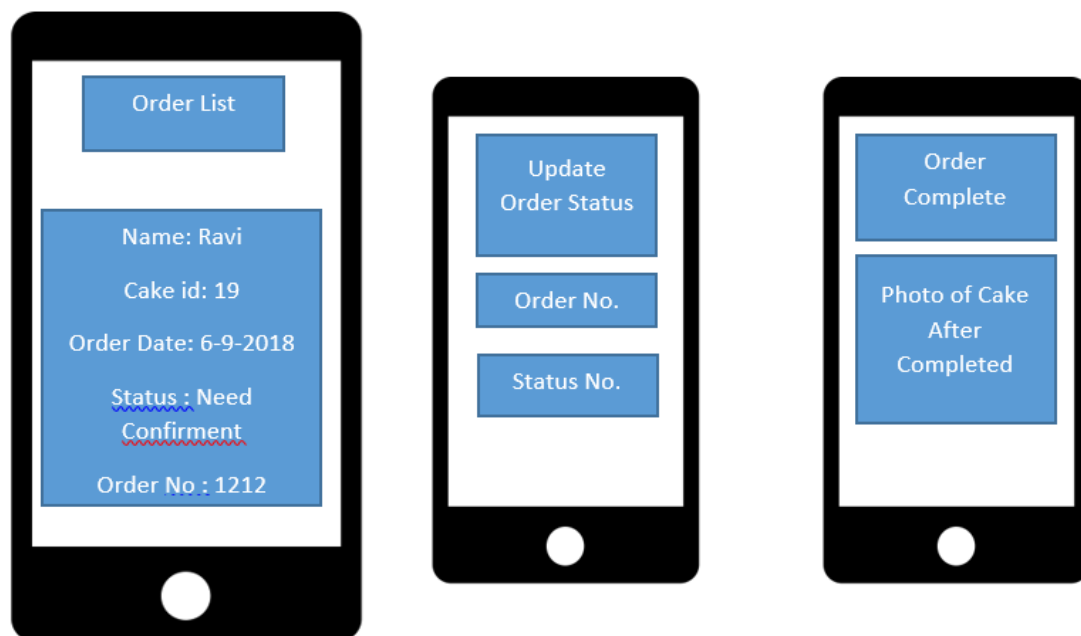 Order List
Name: Ravi
Cake id: 19
Order Date: 6-9-2018
Status : Need
Confirment
Order No : 1212
Update
Order Status
Order No.
Status No.
Order
Complete
Photo of Cake
After
Completed